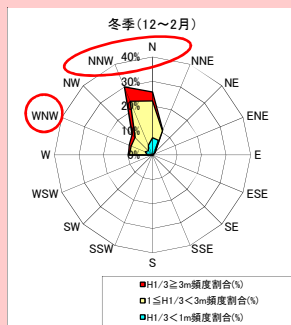 冬季(12～2月)
N
NNW
NNE
40%
NW
30%
NE
20%
WNW
10%
ENE
0%
W
E
WSW
ESE
SW
SE
SSW
SSE
S
H1/3≧3m頻度割合(%)
1≦H1/3<3m頻度割合(%)
H1/3<1m頻度割合(%)